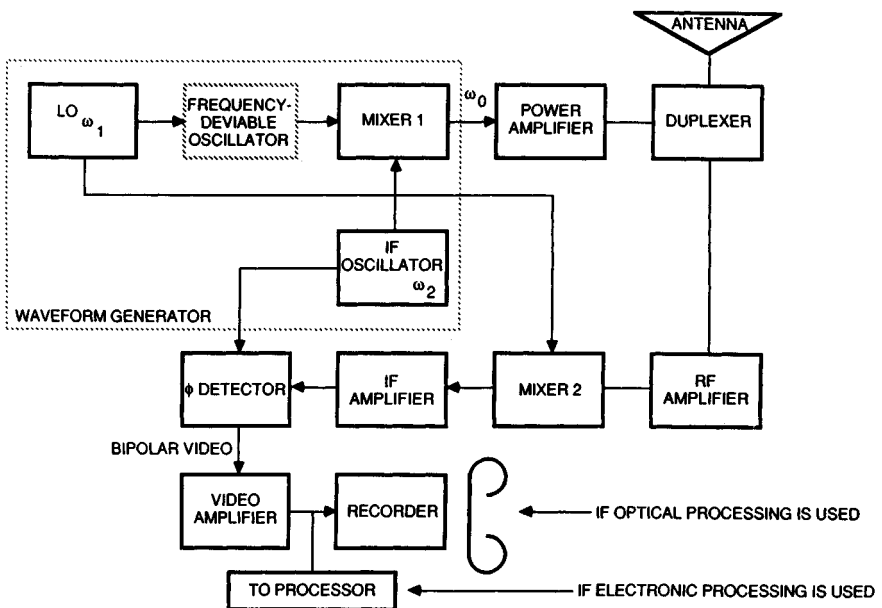 ANTENNA
LO ω1
FREQUENCY-
DEVIABLE
OSCILLATOR
MIXER 1
ω0
POWER
AMPLIFIER
DUPLEXER
IF
OSCILLATOR
ω2
WAVEFORM GENERATOR
ϕ DETECTOR
IF
AMPLIFIER
MIXER 2
RF
AMPLIFIER
BIPOLAR VIDEO
VIDEO
AMPLIFIER
RECORDER
IF OPTICAL PROCESSING IS USED
TO PROCESSOR
IF ELECTRONIC PROCESSING IS USED